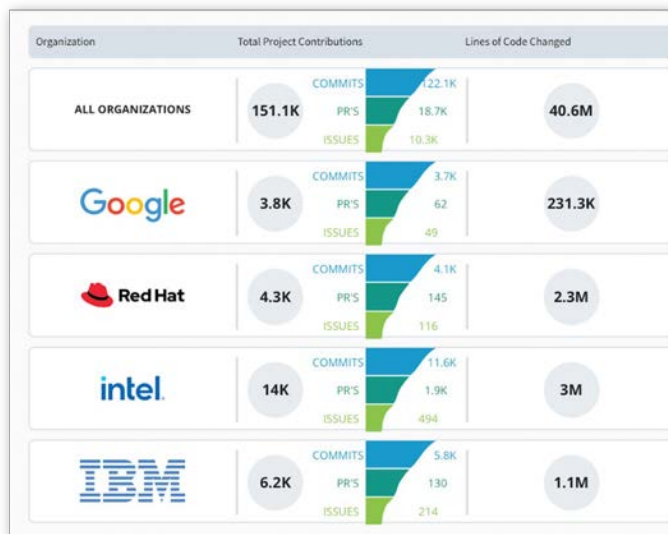 Organization Total Project Contributions Lines of Code Changed
COMMITS 122.1K
ALL ORGANIZATIONS 151.1K PR'S 18.7K 40.6M
ISSUES 10.3K
COMMITS 3.7K
Google 3.8K PR'S 62 231.3K
ISSUES 49
COMMITS 4.1K
Red Hat 4.3K PR'S 145 2.3M
ISSUES 116
COMMITS 11.6K
intel. 14K PR'S 1.9K 3M
ISSUES 494
COMMITS 5.8K
IBM 6.2K PR'S 130 1.1M
ISSUES 214